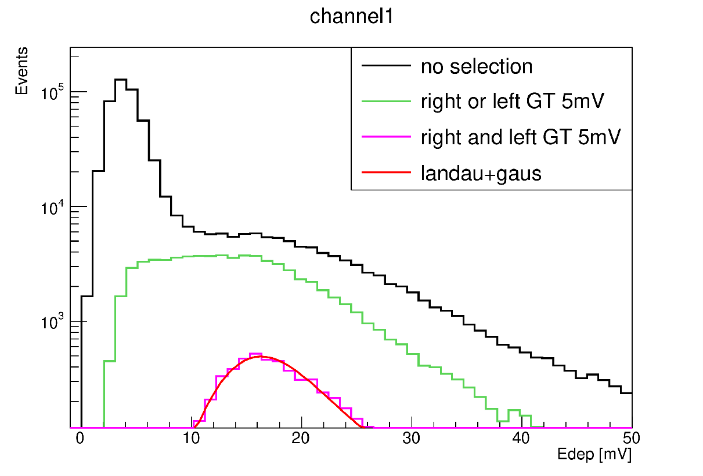 channel1
Events
no selection
right or left GT 5mV
right and left GT 5mV
landau+gaus
10^5
10^4
10^3
0 10 20 30 40 50
Edep [mV]